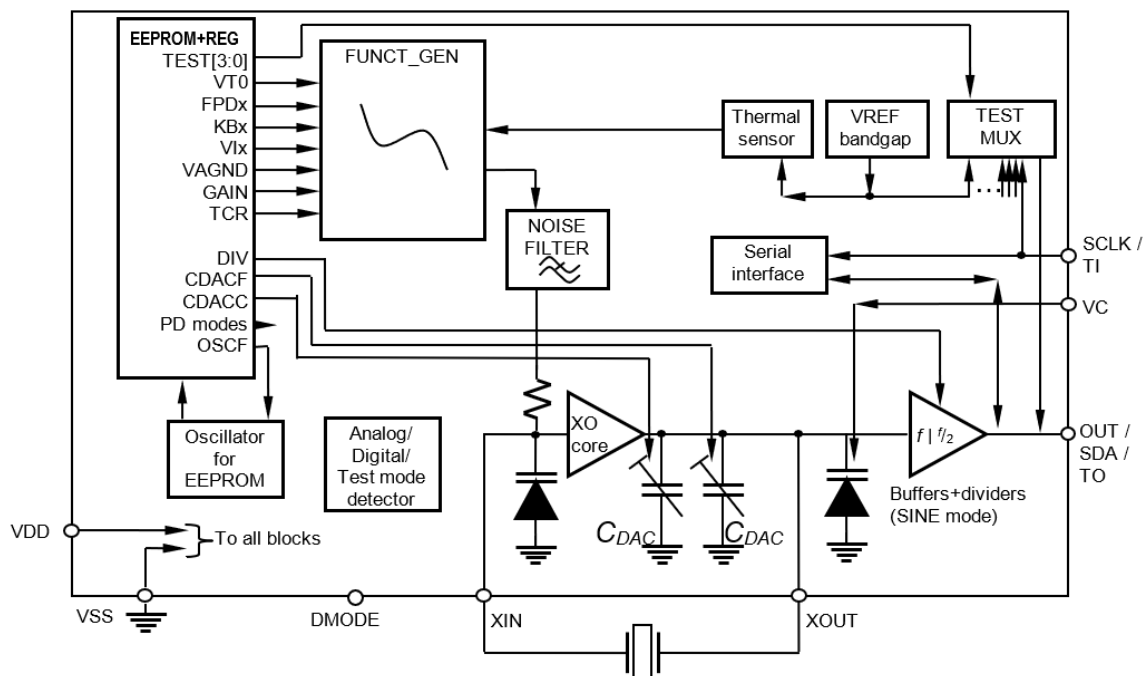 EEPROM+REG
TEST[3:0]
VT0
FPDx
KBx
VIx
VAGND
GAIN
TCR
DIV
CDACF
CDACC
PD modes
OSCF
FUNCT_GEN
Thermal
sensor
VREF
bandgap
TEST
MUX
...
NOISE
FILTER
Serial
interface
SCLK /
TI
VC
XO
core
f | f/2
OUT /
SDA /
TO
Oscillator
for
EEPROM
Analog/
Digital/
Test mode
detector
CDAC
CDAC
Buffers+dividers
(SINE mode)
VDD
To all blocks
VSS
DMODE
XIN
XOUT